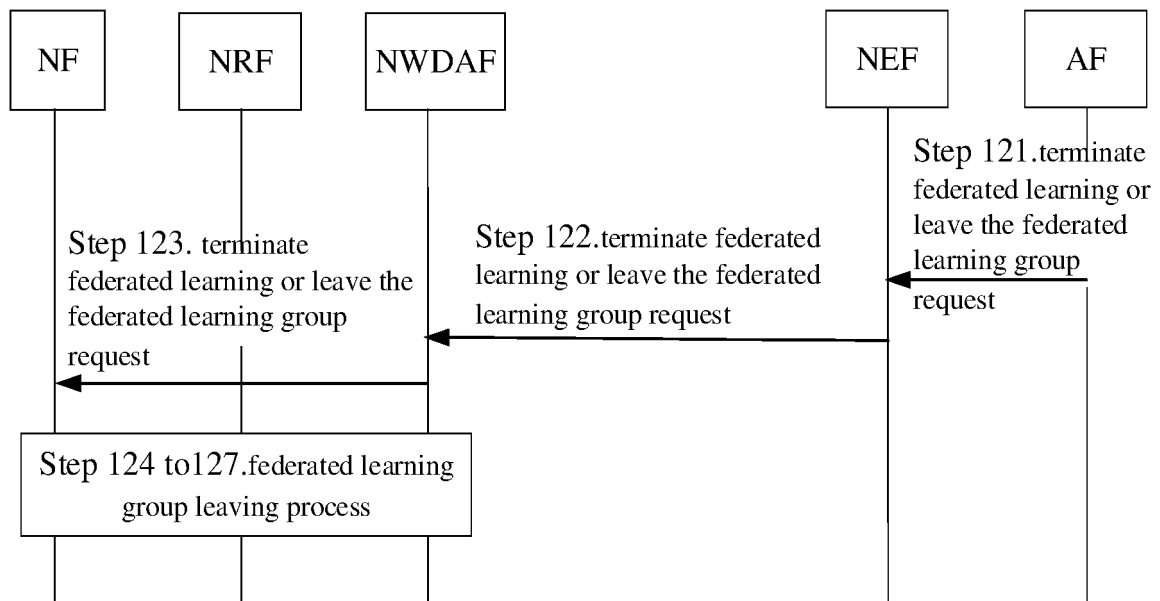 NF
NRF
NWDAF
NEF
AF
Step 121.terminate
federated learning or
leave the federated
learning group
request
Step 122.terminate federated
learning or leave the federated
learning group request
Step 123. terminate
federated learning or leave the
federated learning group
request
Step 124 to127.federated learning
group leaving process